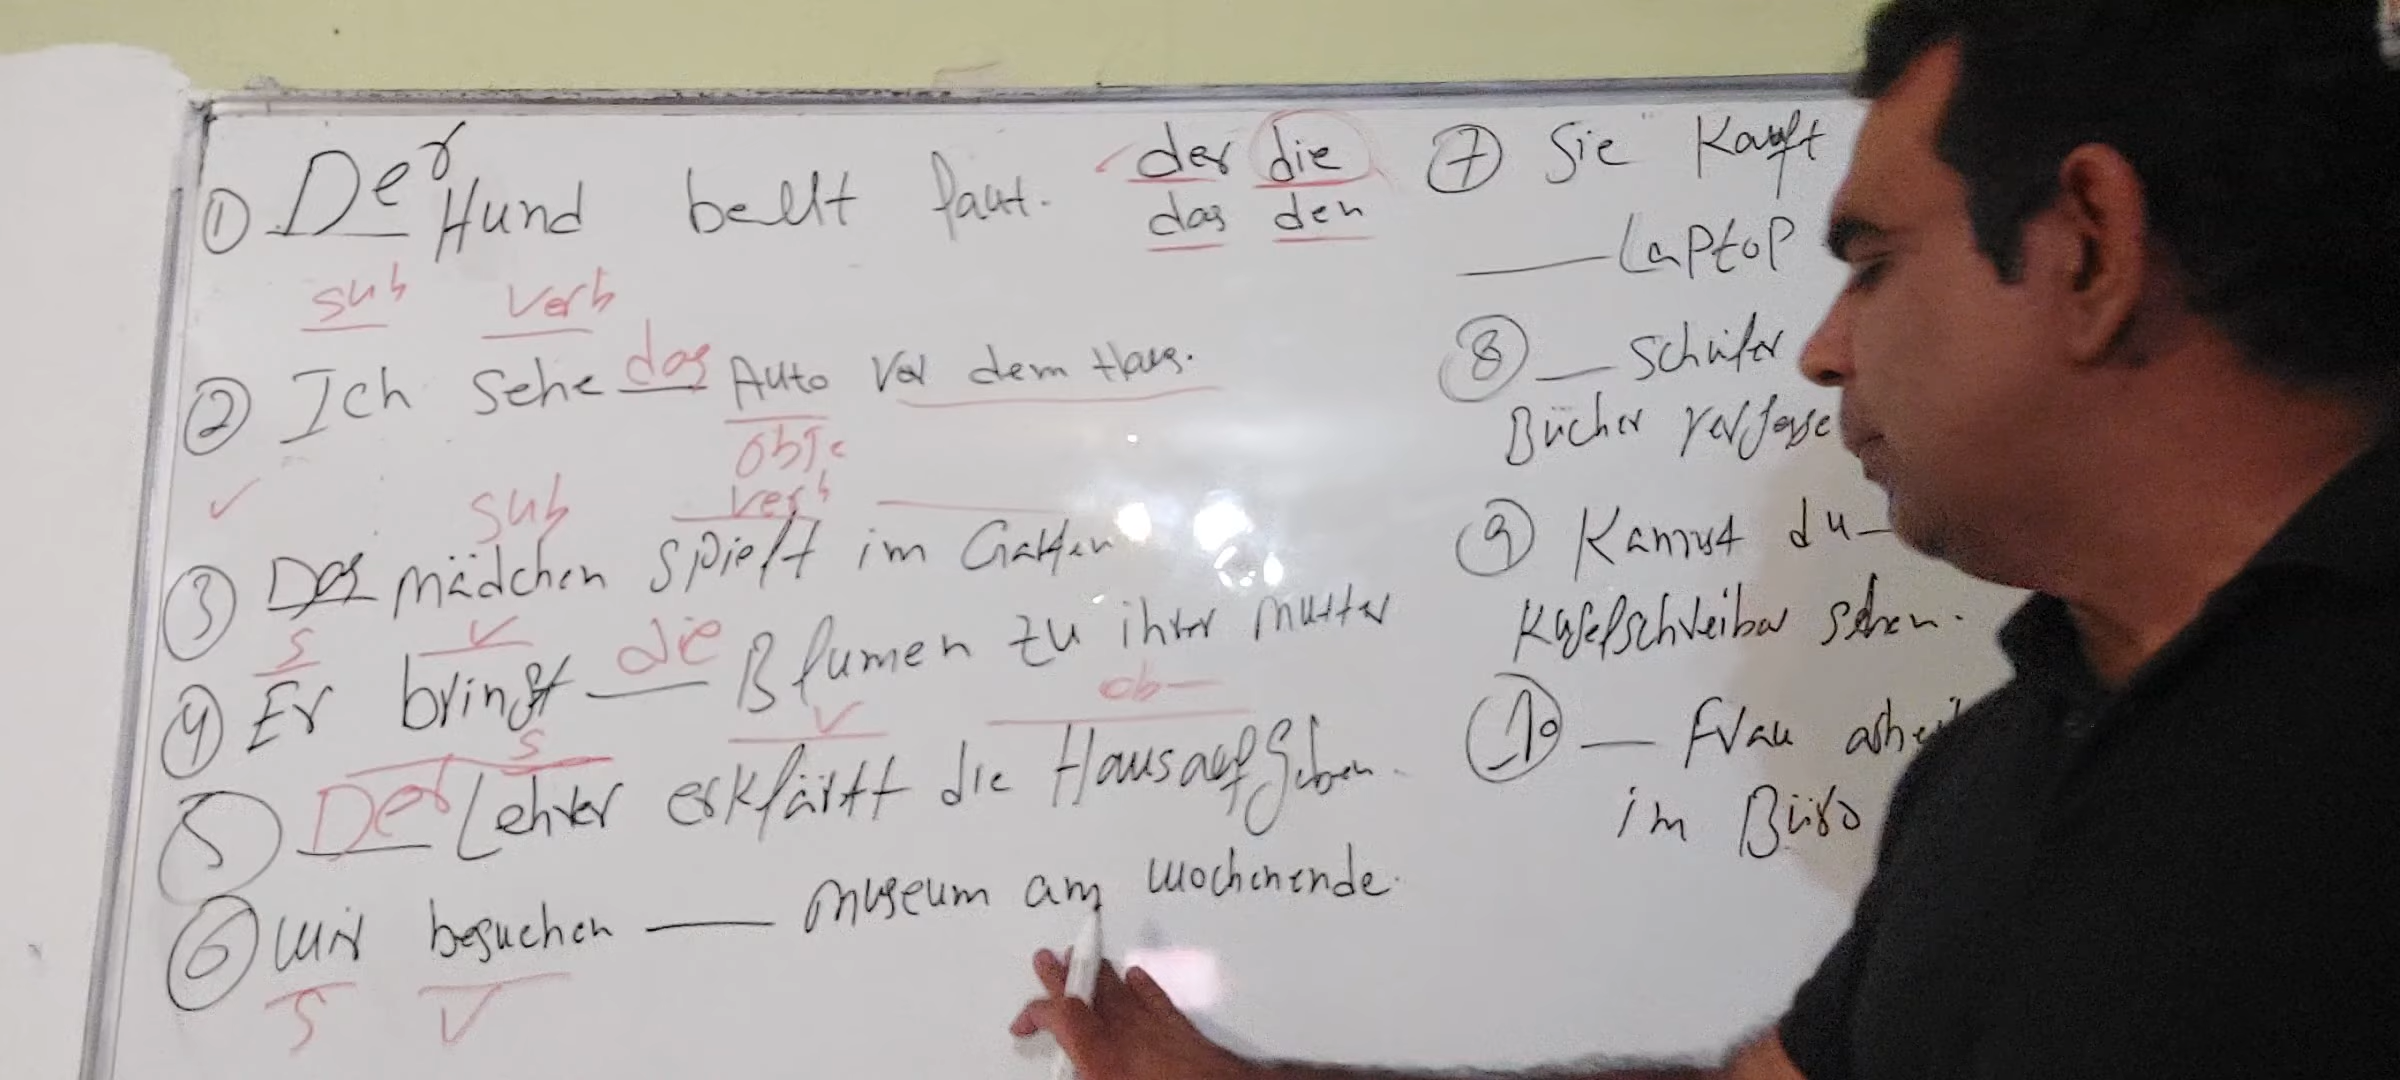 ① Der Hund bellt laut.
der die
das den
sub verb
② Ich sehe das Auto vor dem Haus.
obj
sub verb
③ Das mädchen spielt im Garten
s v
④ Er bringt die Blumen zu ihrer mutter
s v ob
⑤ Der Lehrer erklärt die Hausaufgaben.
⑥ wir besuchen ___ museum am wochenende.
s v
⑦ Sie kauft
___ Laptop
⑧ ___ Schüler
Bücher
⑨ Kannst du
sehen.
⑩ ___ Frau
im Büro